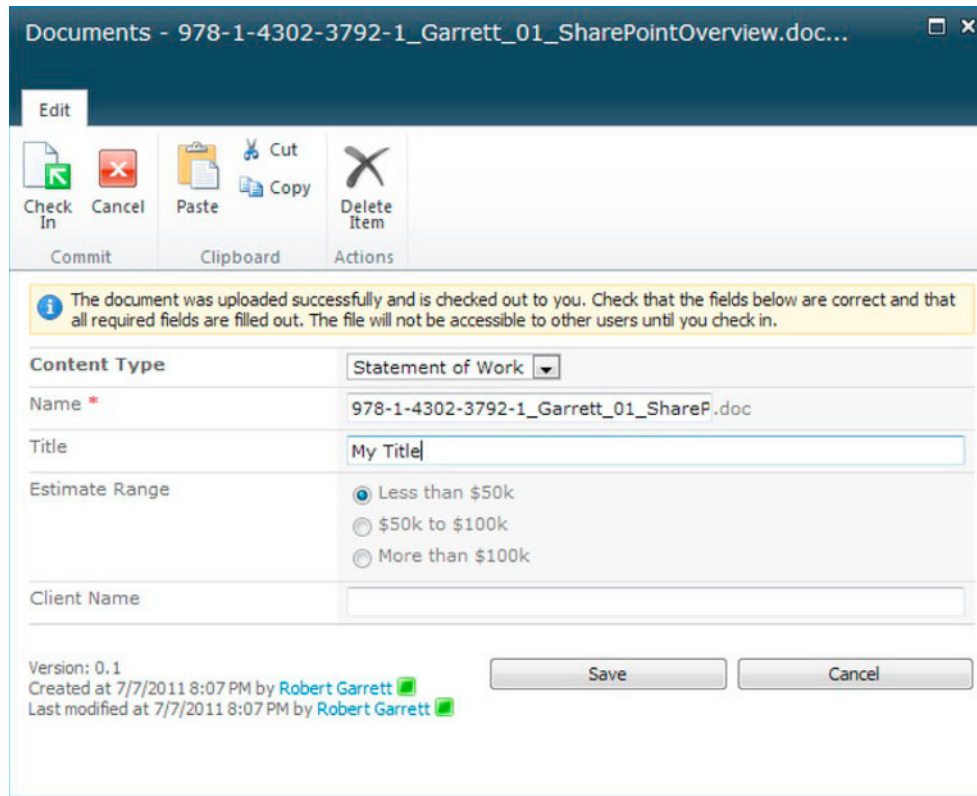 Documents - 978-1-4302-3792-1_Garrett_01_SharePointOverview.doc...
Edit
Check In
Cancel
Paste
Cut
Copy
Delete Item
Commit
Clipboard
Actions
The document was uploaded successfully and is checked out to you. Check that the fields below are correct and that
all required fields are filled out. The file will not be accessible to other users until you check in.
Content Type
Statement of Work
Name *
978-1-4302-3792-1_Garrett_01_ShareP.doc
Title
My Title
Estimate Range
Less than $50k
$50k to $100k
More than $100k
Client Name
Version: 0.1
Created at 7/7/2011 8:07 PM by Robert Garrett
Last modified at 7/7/2011 8:07 PM by Robert Garrett
Save
Cancel